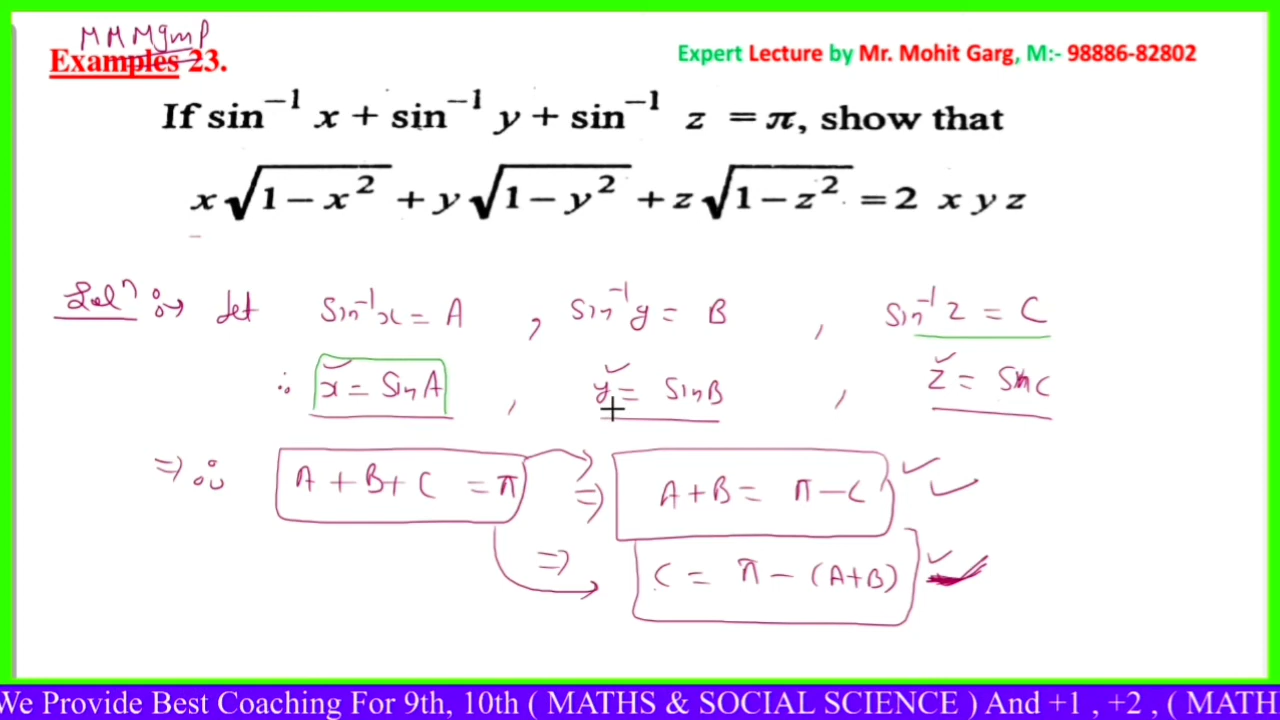 MMMgmP
Examples 23.
Expert Lecture by Mr. Mohit Garg, M:- 98886-82802
If sin⁻¹ x + sin⁻¹ y + sin⁻¹ z = π, show that
x√(1 – x²) + y√(1 – y²) + z√(1 – z²) = 2 x y z
Solⁿ :→ Let sin⁻¹x = A , sin⁻¹y = B , sin⁻¹z = C
∴ x = sinA , y = sinB , z = sinC
⇒ ∴ A + B + C = π ⇒ A + B = π – C
⇒ C = π – (A+B)
We Provide Best Coaching For 9th, 10th ( MATHS & SOCIAL SCIENCE ) And +1 , +2 , ( MATH